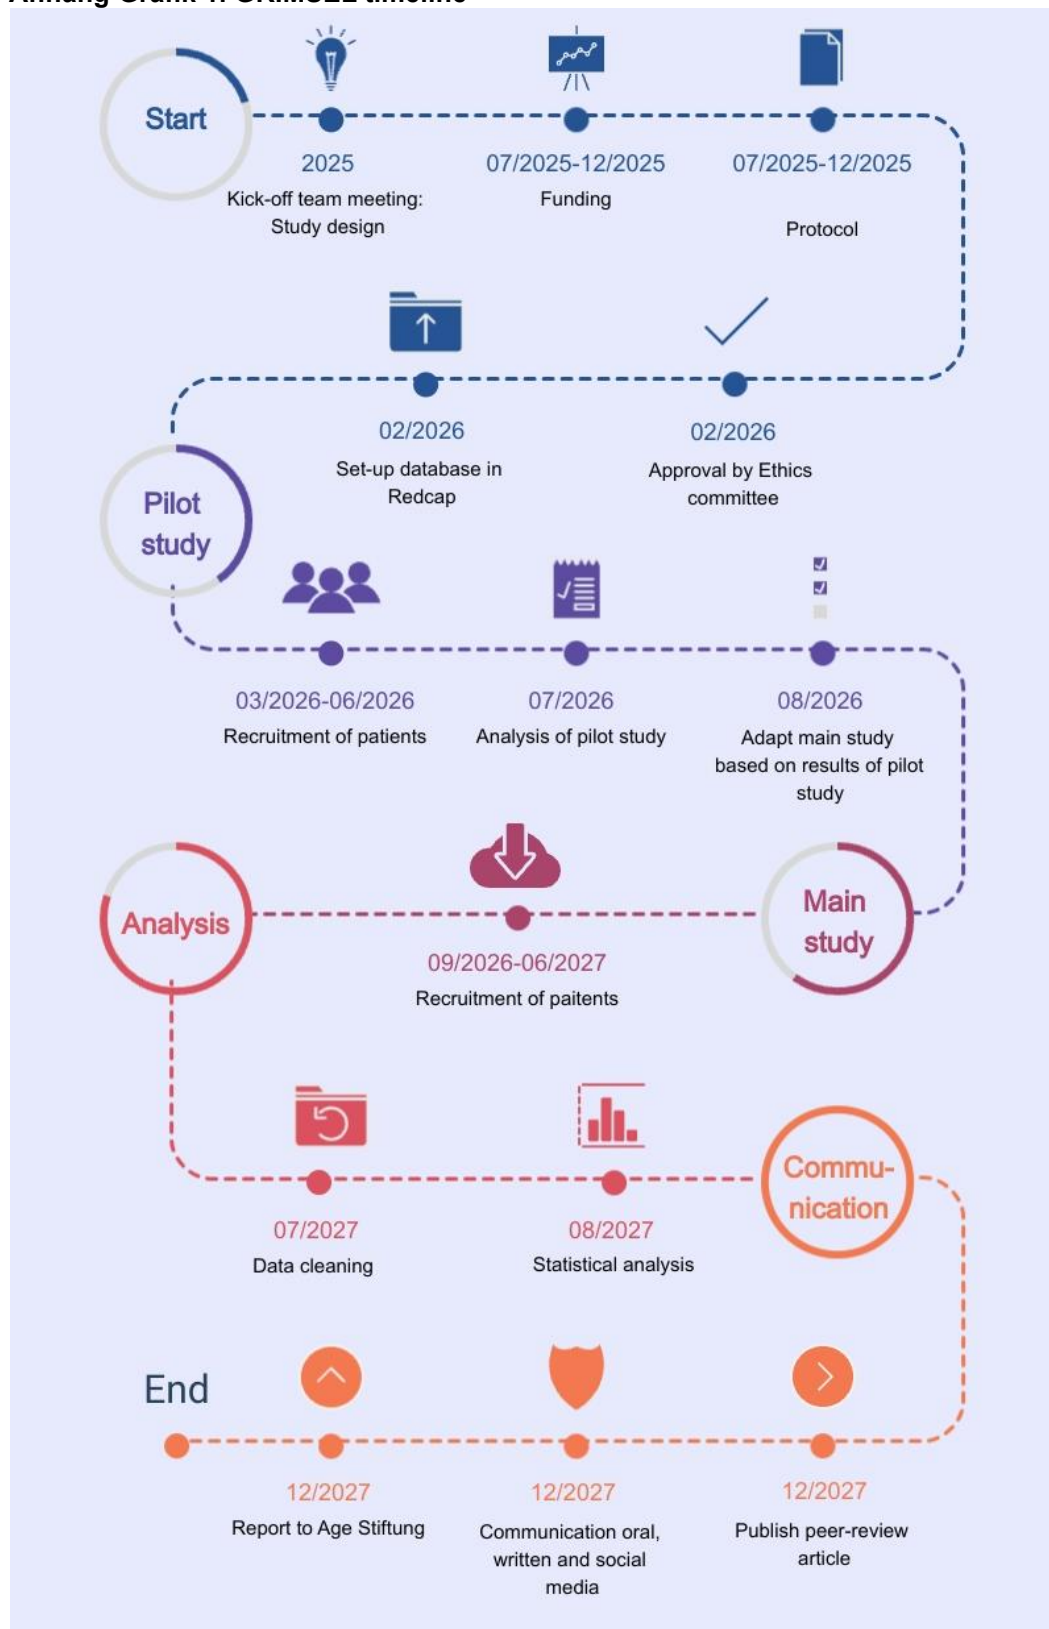 Anhang Grafik 1: GRIMSEL timeline
Start
2025
Kick-off team meeting:
Study design
07/2025-12/2025
Funding
07/2025-12/2025
Protocol
02/2026
Set-up database in
Redcap
02/2026
Approval by Ethics
committee
Pilot
study
03/2026-06/2026
Recruitment of patients
07/2026
Analysis of pilot study
08/2026
Adapt main study
based on results of pilot
study
Analysis
09/2026-06/2027
Recruitment of paitents
Main
study
07/2027
Data cleaning
08/2027
Statistical analysis
Commu-
nication
End
12/2027
Report to Age Stiftung
12/2027
Communication oral,
written and social
media
12/2027
Publish peer-review
article